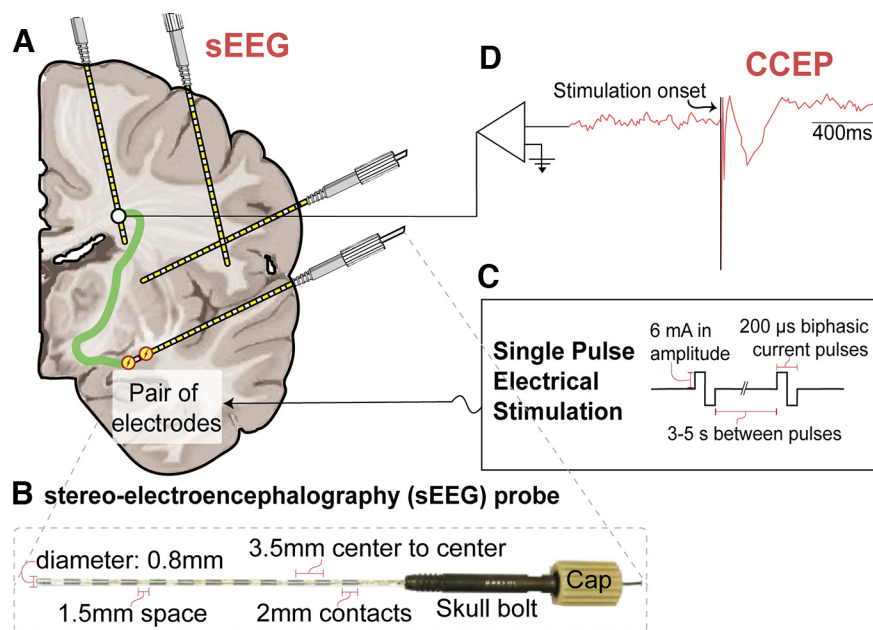 A
sEEG
Pair of
electrodes
D
CCEP
Stimulation onset
400ms
C
Single Pulse
Electrical
Stimulation
6 mA in
amplitude
200 µs biphasic
current pulses
3-5 s between pulses
B stereo-electroencephalography (sEEG) probe
diameter: 0.8mm
3.5mm center to center
1.5mm space
2mm contacts
Skull bolt
Cap